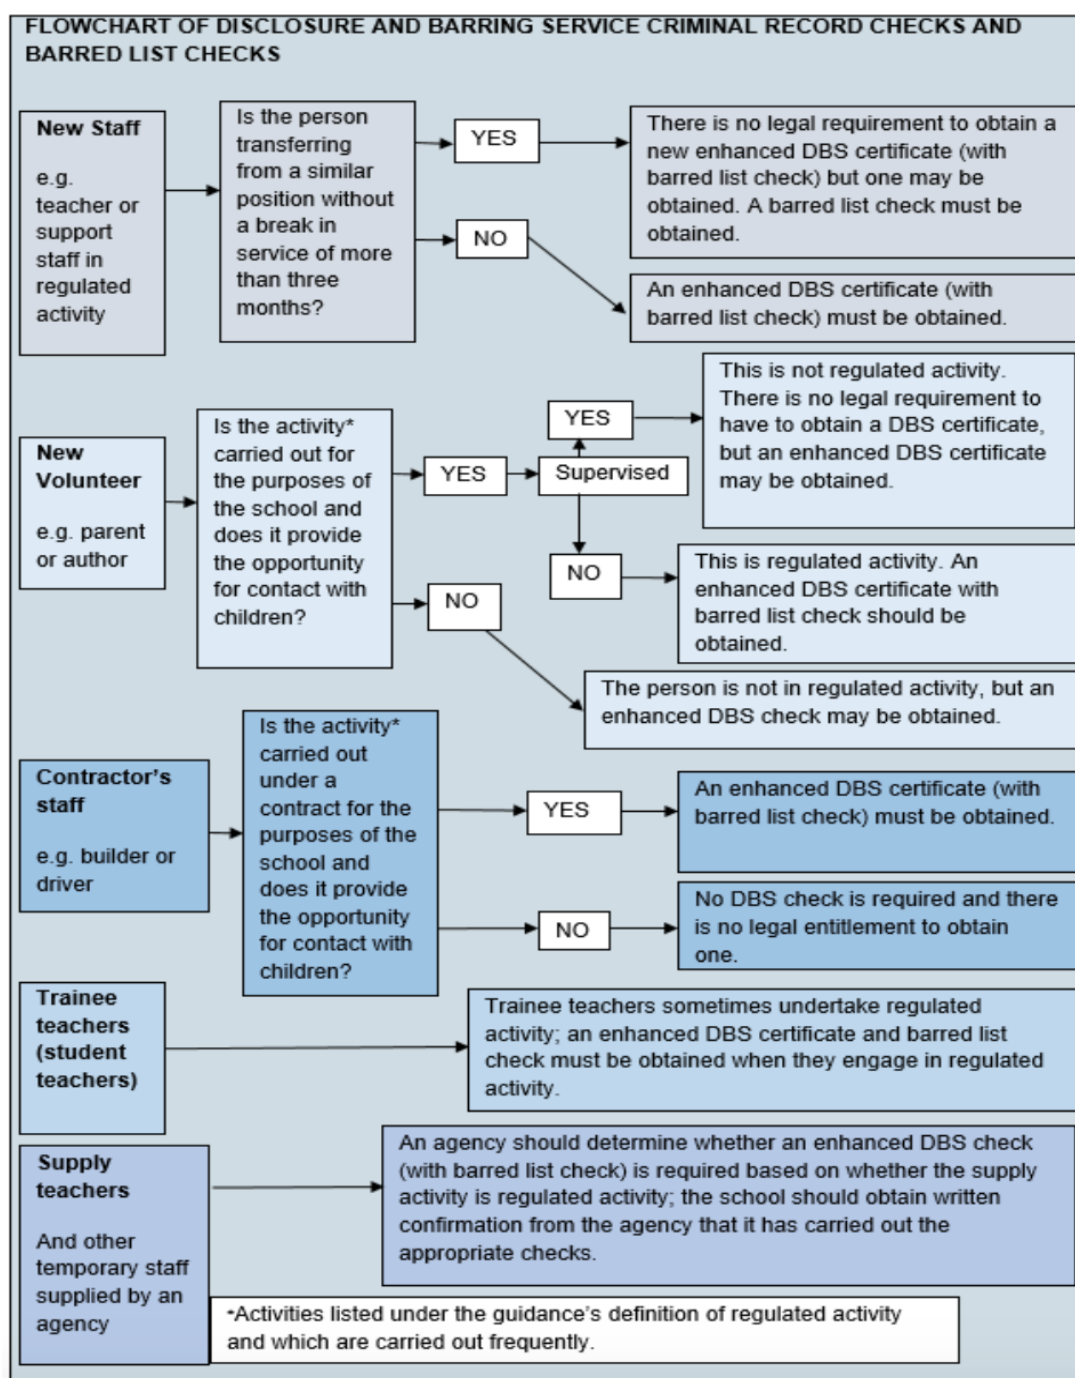 FLOWCHART OF DISCLOSURE AND BARRING SERVICE CRIMINAL RECORD CHECKS AND
BARRED LIST CHECKS
New Staff
e.g.
teacher or
support
staff in
regulated
activity
Is the person
transferring
from a similar
position without
a break in
service of more
than three
months?
YES
There is no legal requirement to obtain a
new enhanced DBS certificate (with
barred list check) but one may be
obtained. A barred list check must be
obtained.
NO
An enhanced DBS certificate (with
barred list check) must be obtained.
New
Volunteer
e.g. parent
or author
Is the activity*
carried out for
the purposes of
the school and
does it provide
the opportunity
for contact with
children?
YES
Supervised
YES
This is not regulated activity.
There is no legal requirement to
have to obtain a DBS certificate,
but an enhanced DBS certificate
may be obtained.
NO
This is regulated activity. An
enhanced DBS certificate with
barred list check should be
obtained.
NO
The person is not in regulated activity, but an
enhanced DBS check may be obtained.
Contractor's
staff
e.g. builder or
driver
Is the activity*
carried out
under a
contract for the
purposes of the
school and
does it provide
the opportunity
for contact with
children?
YES
An enhanced DBS certificate (with
barred list check) must be obtained.
NO
No DBS check is required and there
is no legal entitlement to obtain
one.
Trainee
teachers
(student
teachers)
Trainee teachers sometimes undertake regulated
activity; an enhanced DBS certificate and barred list
check must be obtained when they engage in regulated
activity.
Supply
teachers
And other
temporary staff
supplied by an
agency
An agency should determine whether an enhanced DBS check
(with barred list check) is required based on whether the supply
activity is regulated activity; the school should obtain written
confirmation from the agency that it has carried out the
appropriate checks.
*Activities listed under the guidance's definition of regulated activity
and which are carried out frequently.